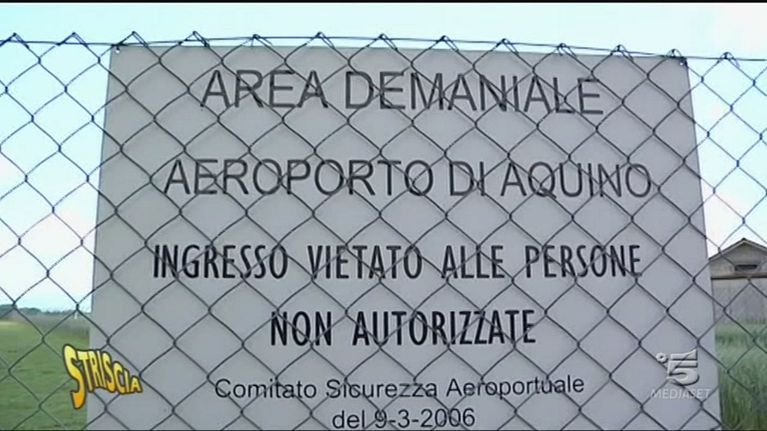 AREA DEMANIALE
AEROPORTO DI AQUINO
INGRESSO VIETATO ALLE PERSONE
NON AUTORIZZATE
Comitato Sicurezza Aeroportuale
del 9-3-2006
STRISCIA
5
MEDIASET